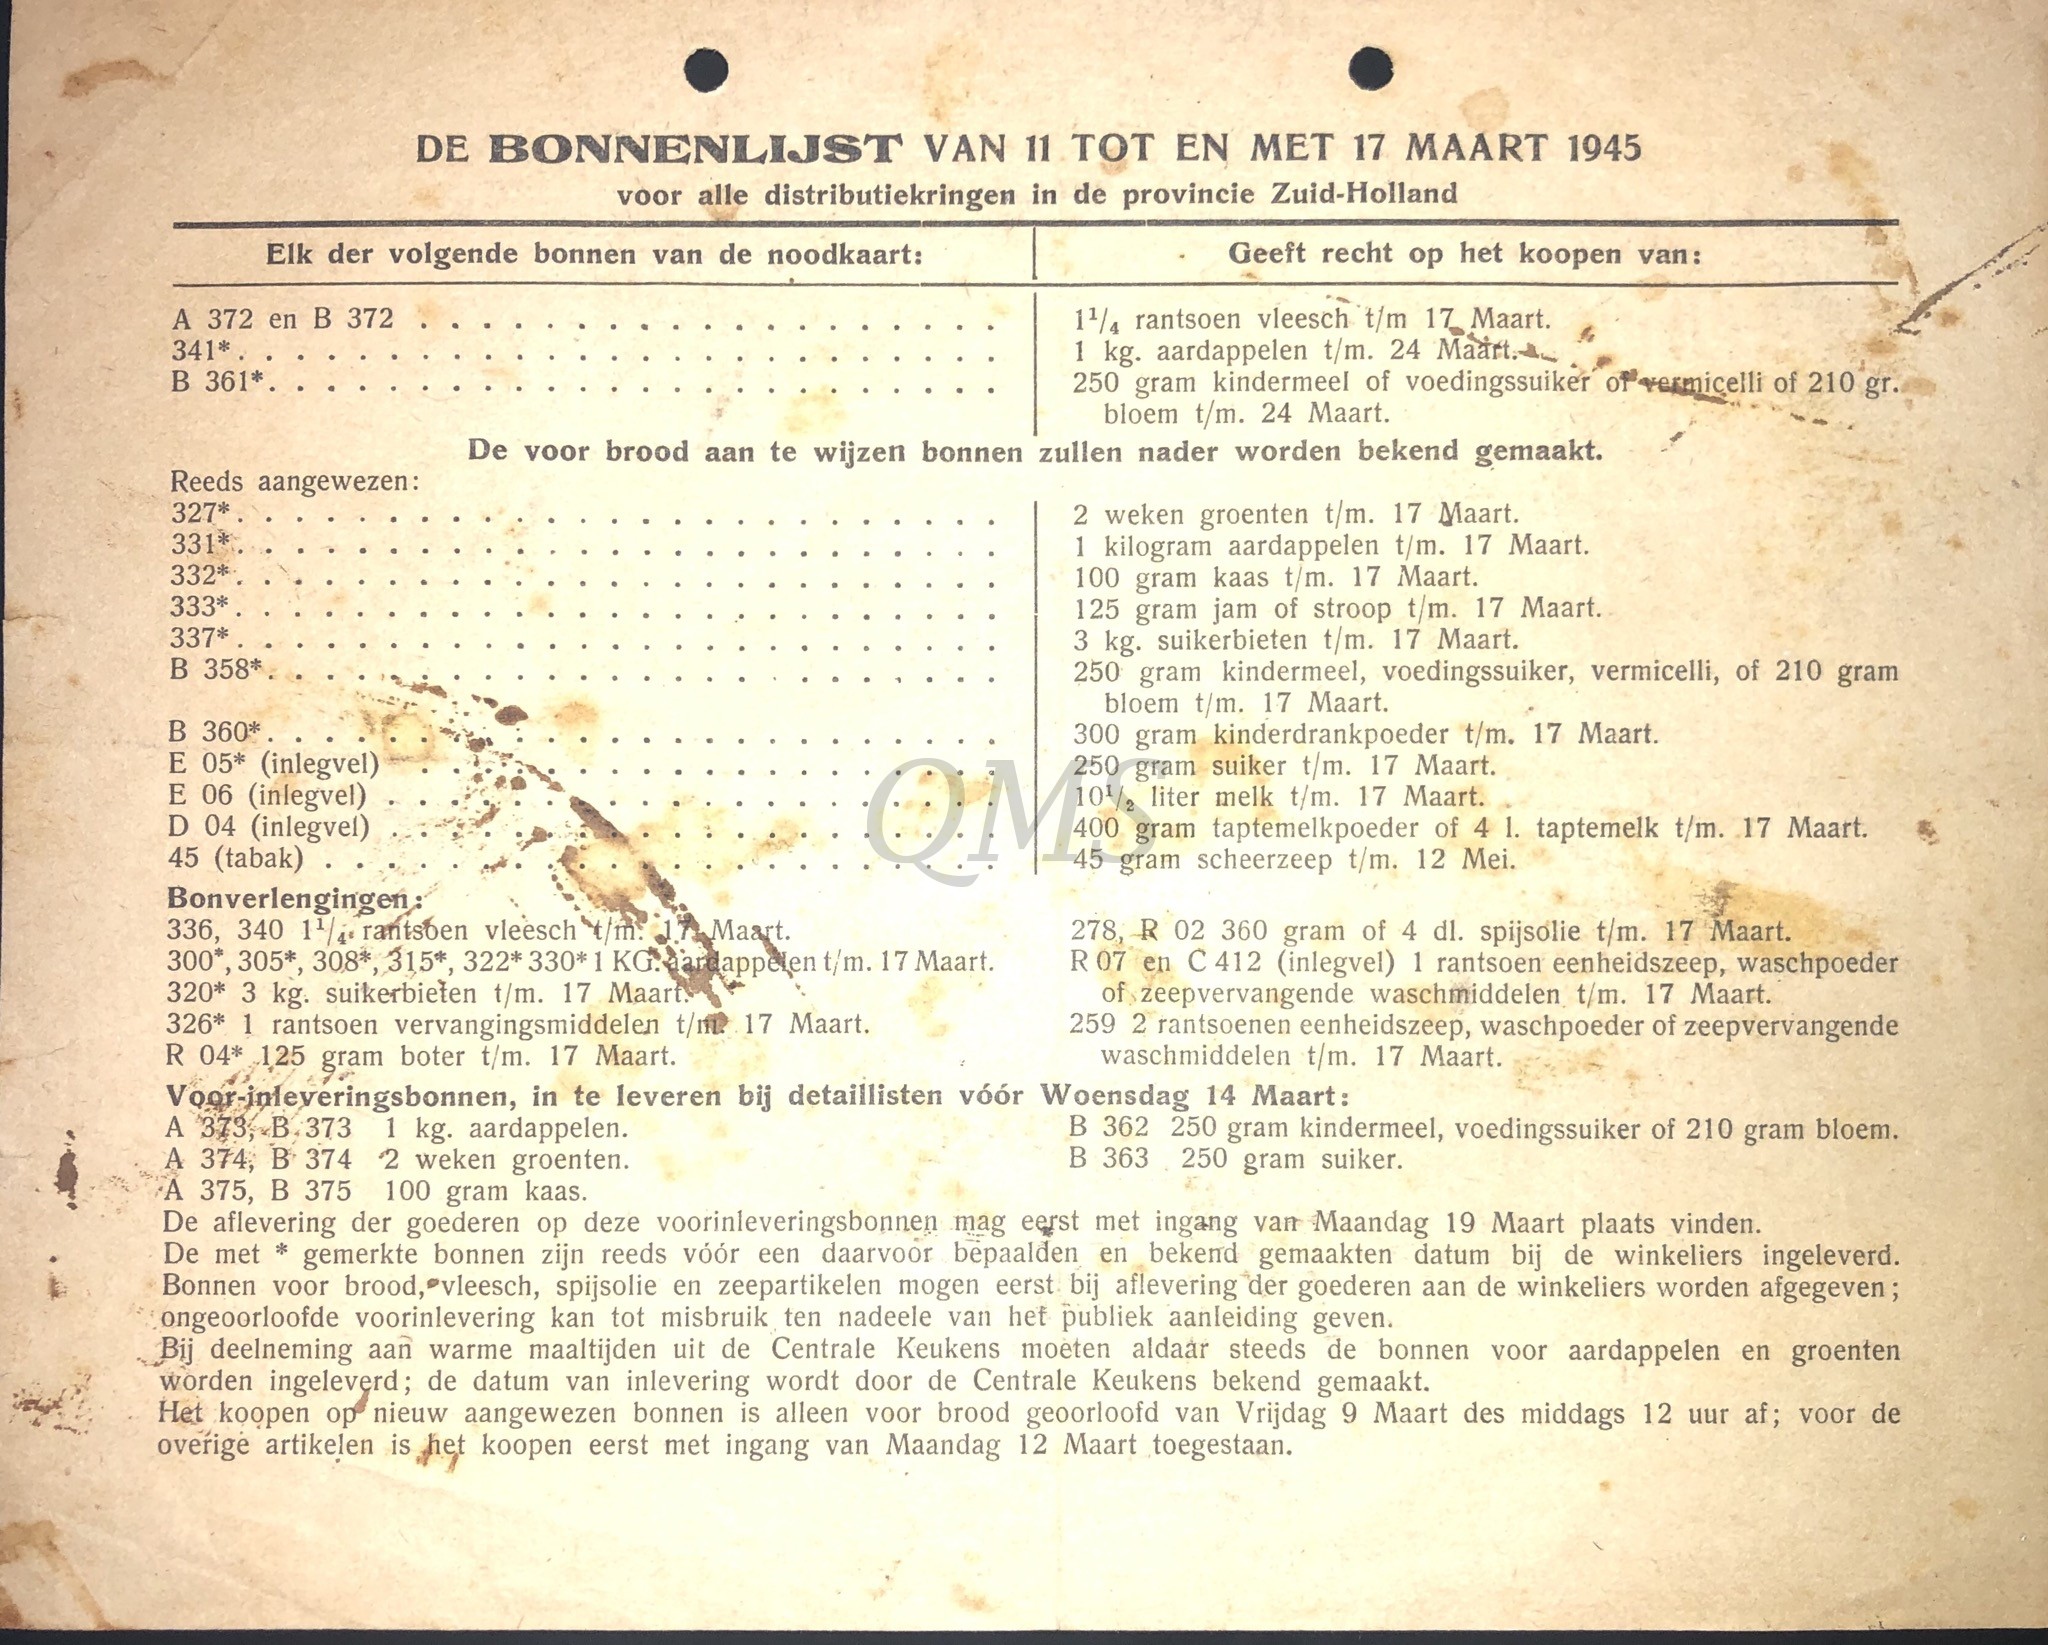 DE BONNENLIJST VAN 11 TOT EN MET 17 MAART 1945
voor alle distributiekringen in de provincie Zuid-Holland
Elk der volgende bonnen van de noodkaart: Geeft recht op het koopen van:
A 372 en B 372 . . . . . . . . . . . . . . . . . . 1¹/₄ rantsoen vleesch t/m 17 Maart.
341* . . . . . . . . . . . . . . . . . . 1 kg. aardappelen t/m. 24 Maart.
B 361* . . . . . . . . . . . . . . . . . . 250 gram kindermeel of voedingssuiker of vermicelli of 210 gr.
bloem t/m. 24 Maart.
De voor brood aan te wijzen bonnen zullen nader worden bekend gemaakt.
Reeds aangewezen:
327* . . . . . . . . . . . . . . . . . . 2 weken groenten t/m. 17 Maart.
331* . . . . . . . . . . . . . . . . . . 1 kilogram aardappelen t/m. 17 Maart.
332* . . . . . . . . . . . . . . . . . . 100 gram kaas t/m. 17 Maart.
333* . . . . . . . . . . . . . . . . . . 125 gram jam of stroop t/m. 17 Maart.
337* . . . . . . . . . . . . . . . . . . 3 kg. suikerbieten t/m. 17 Maart.
B 358* . . . . . . . . . . . . . . . . . . 250 gram kindermeel, voedingssuiker, vermicelli, of 210 gram
bloem t/m. 17 Maart.
B 360* . . . . . . . . . . . . . . . . . . 300 gram kinderdrankpoeder t/m. 17 Maart.
E 05* (inlegvel) . . . . . . . . . . . . . . . . . . 250 gram suiker t/m. 17 Maart.
E 06 (inlegvel) . . . . . . . . . . . . . . . . . . 10¹/₂ liter melk t/m. 17 Maart.
D 04 (inlegvel) . . . . . . . . . . . . . . . . . . 400 gram taptemelkpoeder of 4 l. taptemelk t/m. 17 Maart.
45 (tabak) . . . . . . . . . . . . . . . . . . 45 gram scheerzeep t/m. 12 Mei.
QMS
Bonverlengingen:
336, 340 1¹/₄ rantsoen vleesch t/m. 17 Maart.
300*, 305*, 308*, 315*, 322* 330* 1 KG. aardappelen t/m. 17 Maart.
320* 3 kg. suikerbieten t/m. 17 Maart.
326* 1 rantsoen vervangingsmiddelen t/m. 17 Maart.
R 04* 125 gram boter t/m. 17 Maart.
278, R 02 360 gram of 4 dl. spijsolie t/m. 17 Maart.
R 07 en C 412 (inlegvel) 1 rantsoen eenheidszeep, waschpoeder
of zeepvervangende waschmiddelen t/m. 17 Maart.
259 2 rantsoenen eenheidszeep, waschpoeder of zeepvervangende
waschmiddelen t/m. 17 Maart.
Voor-inleveringsbonnen, in te leveren bij detaillisten vóór Woensdag 14 Maart:
A 373, B 373 1 kg. aardappelen.
A 374, B 374 2 weken groenten.
A 375, B 375 100 gram kaas.
B 362 250 gram kindermeel, voedingssuiker of 210 gram bloem.
B 363 250 gram suiker.
De aflevering der goederen op deze voorinleveringsbonnen mag eerst met ingang van Maandag 19 Maart plaats vinden.
De met * gemerkte bonnen zijn reeds vóór een daarvoor bepaalden en bekend gemaakten datum bij de winkeliers ingeleverd.
Bonnen voor brood, vleesch, spijsolie en zeepartikelen mogen eerst bij aflevering der goederen aan de winkeliers worden afgegeven;
ongeoorloofde voorinlevering kan tot misbruik ten nadeele van het publiek aanleiding geven.
Bij deelneming aan warme maaltijden uit de Centrale Keukens moeten aldaar steeds de bonnen voor aardappelen en groenten
worden ingeleverd; de datum van inlevering wordt door de Centrale Keukens bekend gemaakt.
Het koopen op nieuw aangewezen bonnen is alleen voor brood geoorloofd van Vrijdag 9 Maart des middags 12 uur af; voor de
overige artikelen is het koopen eerst met ingang van Maandag 12 Maart toegestaan.